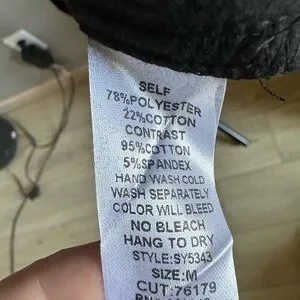 SELF
78%POLYESTER
22%COTTON
CONTRAST
95%COTTON
5%SPANDEX
HAND WASH COLD
WASH SEPARATELY
COLOR WILL BLEED
NO BLEACH
HANG TO DRY
STYLE:SY5343
SIZE:M
CUT:76179